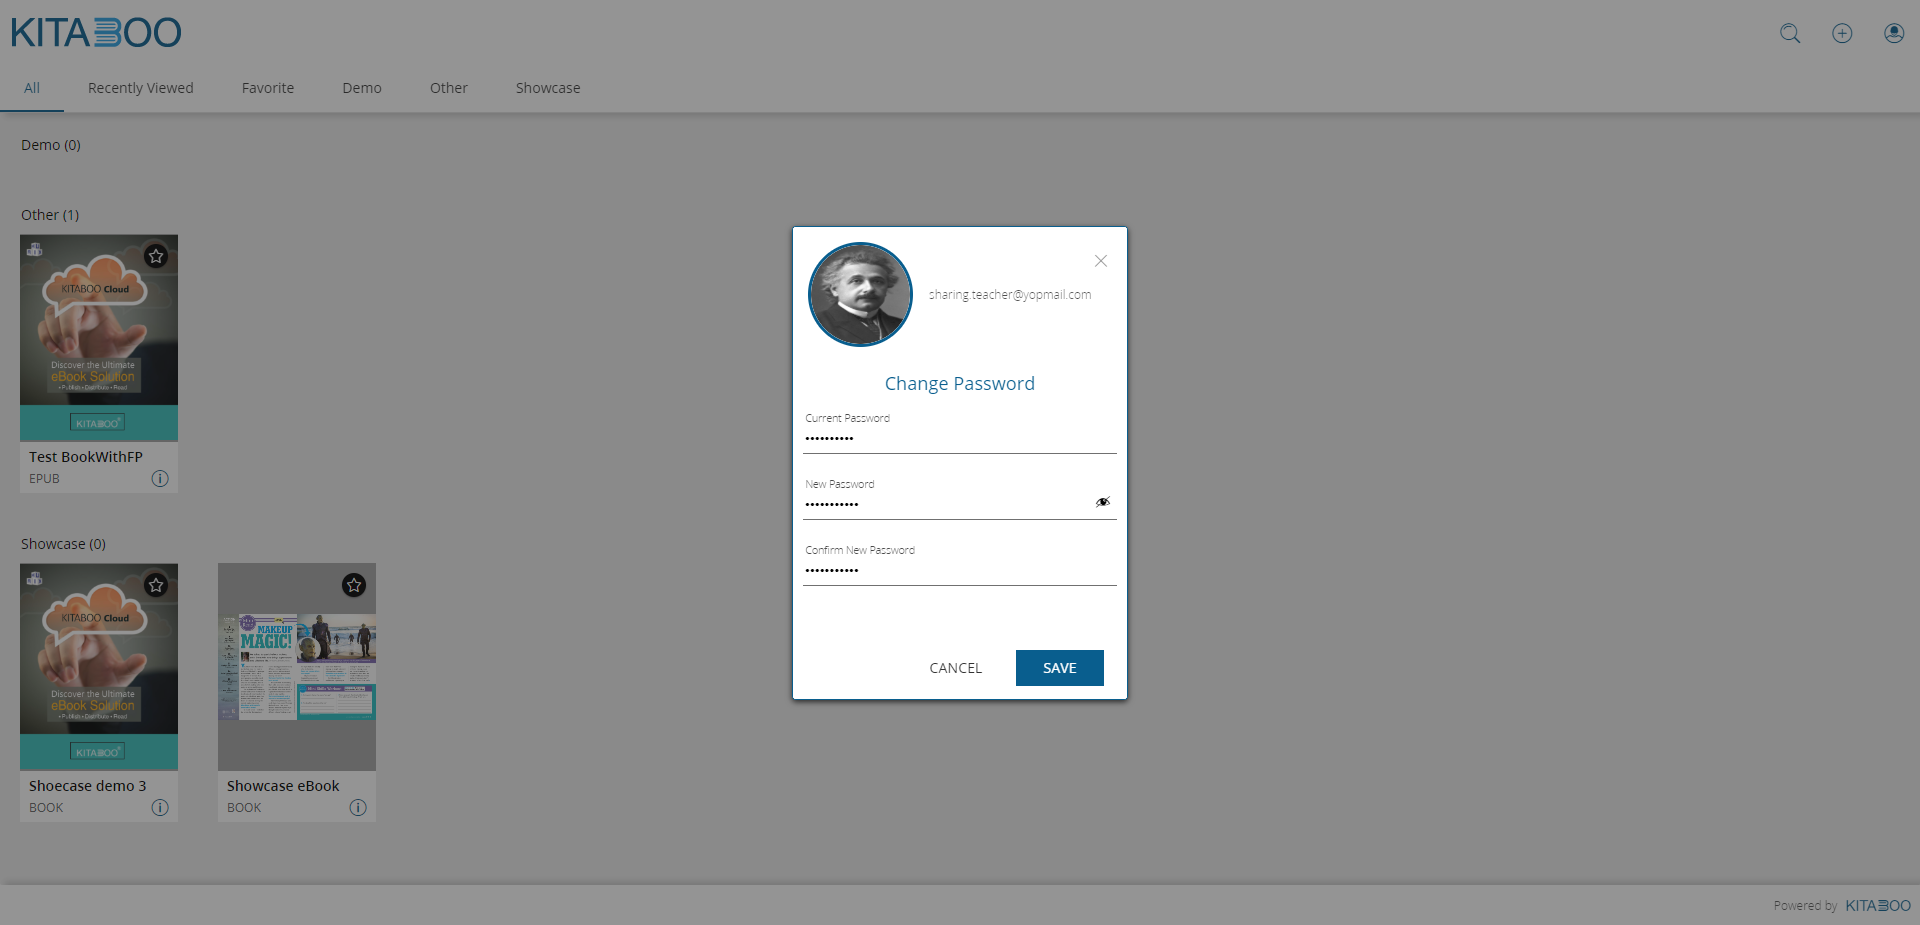 KITABOO
All
Recently Viewed
Favorite
Demo
Other
Showcase
Demo (0)
Other (1)
KITABOO Cloud
Discover the Ultimate
eBook Solution
• Publish • Distribute • Read
KITABOO
Test BookWithFP
EPUB
Showcase (0)
KITABOO Cloud
Discover the Ultimate
eBook Solution
• Publish • Distribute • Read
KITABOO
Shoecase demo 3
BOOK
MAKEUP
MAGIC!
Showcase eBook
BOOK
sharing.teacher@yopmail.com
Change Password
Current Password
••••••••••
New Password
•••••••••••
Confirm New Password
•••••••••••
CANCEL
SAVE
Powered by KITABOO